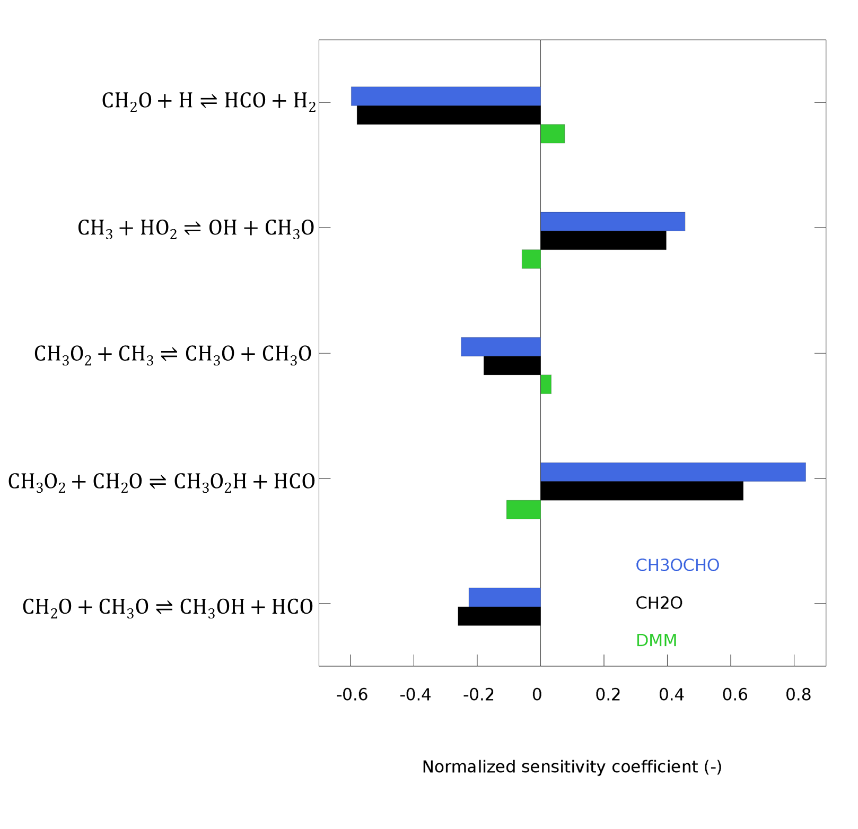 CH₂O + H ⇌ HCO + H₂
CH₃ + HO₂ ⇌ OH + CH₃O
CH₃O₂ + CH₃ ⇌ CH₃O + CH₃O
CH₃O₂ + CH₂O ⇌ CH₃O₂H + HCO
CH₂O + CH₃O ⇌ CH₃OH + HCO
CH3OCHO
CH2O
DMM
-0.6 -0.4 -0.2 0 0.2 0.4 0.6 0.8
Normalized sensitivity coefficient (-)